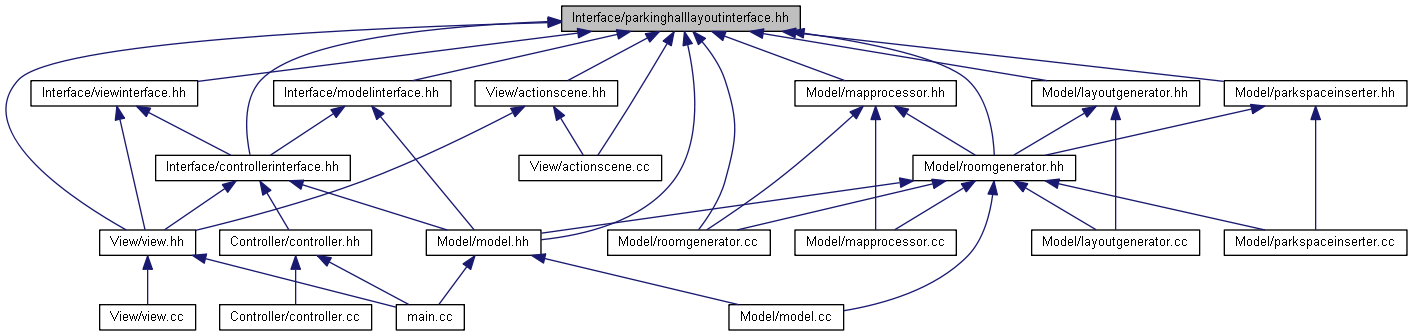 Interface/parkinghalllayoutinterface.hh
Interface/viewinterface.hh
Interface/modelinterface.hh
View/actionscene.hh
Model/mapprocessor.hh
Model/layoutgenerator.hh
Model/parkspaceinserter.hh
Interface/controllerinterface.hh
View/actionscene.cc
Model/roomgenerator.hh
View/view.hh
Controller/controller.hh
Model/model.hh
Model/roomgenerator.cc
Model/mapprocessor.cc
Model/layoutgenerator.cc
Model/parkspaceinserter.cc
View/view.cc
Controller/controller.cc
main.cc
Model/model.cc